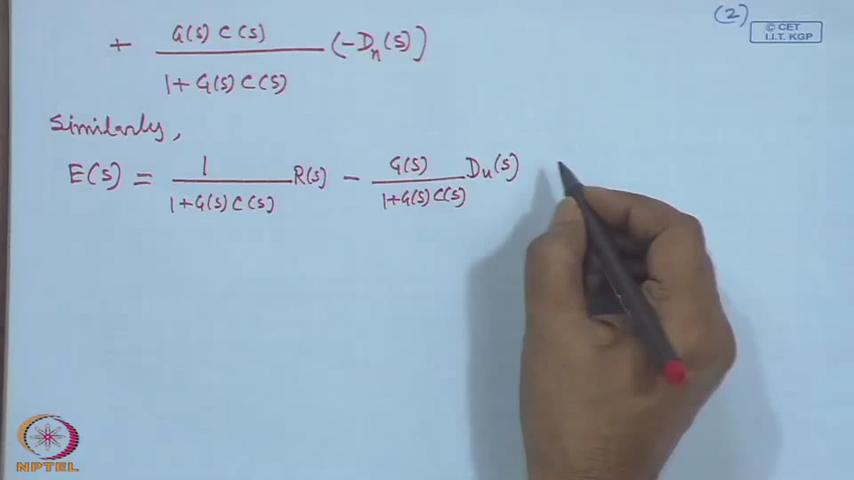 (2)
© CET
I.I.T. KGP
+ G(s) C(s) / 1+G(s)C(s) (-Dn(s))
Similarly,
E(s) = 1 / 1+G(s)C(s) R(s) - G(s) / 1+G(s)C(s) Du(s)
NPTEL